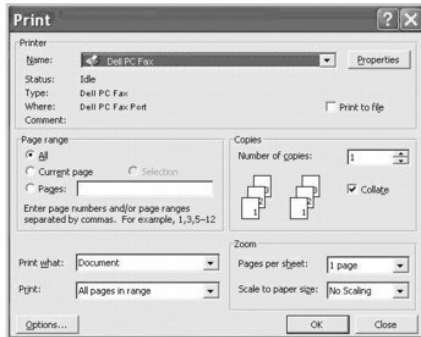 Print
Printer
Name: Dell PC Fax
Properties
Status: Idle
Type: Dell PC Fax
Where: Dell PC Fax Port
Comment:
Print to file
Page range
All
Current page
Selection
Pages:
Enter page numbers and/or page ranges
separated by commas. For example, 1,3,5–12
Copies
Number of copies: 1
Collate
Print what: Document
Print: All pages in range
Zoom
Pages per sheet: 1 page
Scale to paper size: No Scaling
Options...
OK
Close